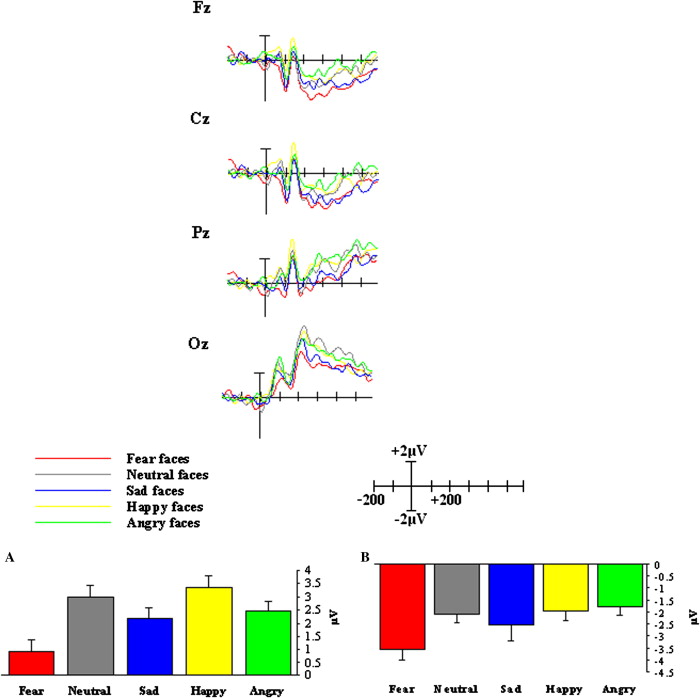 Fz
Cz
Pz
Oz
Fear faces
Neutral faces
Sad faces
Happy faces
Angry faces
+2µV
-200 +200
-2µV
A
4
3.5
3
2.5
2
1.5
1
0.5
0
µV
Fear Neutral Sad Happy Angry
B
0
-.5
-1
-1.5
-2
-2.5
-3
-3.5
-4
-4.5
µV
Fear Neutral Sad Happy Angry